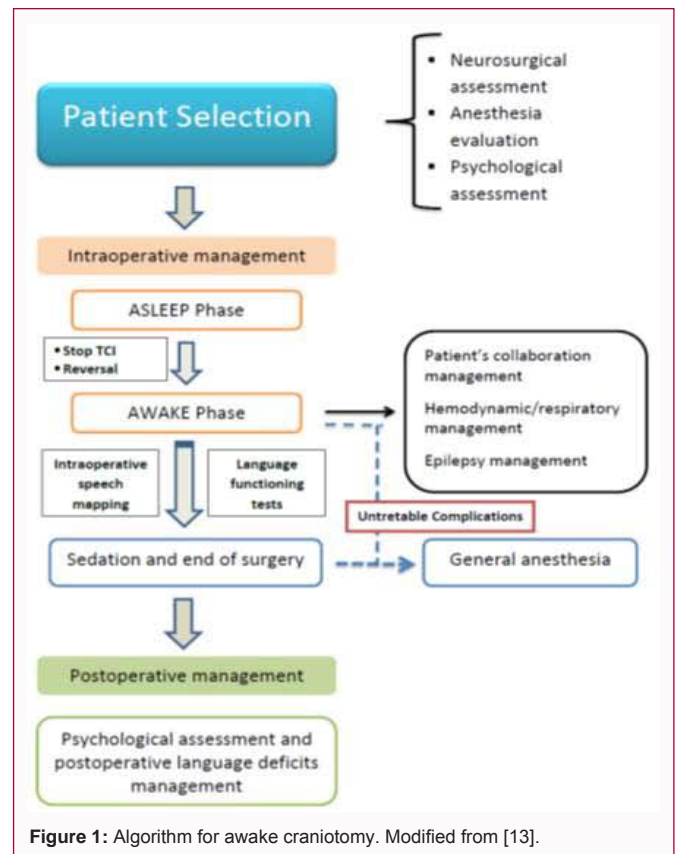 Patient Selection
▪ Neurosurgical
assessment
▪ Anesthesia
evaluation
▪ Psychological
assessment
Intraoperative management
ASLEEP Phase
▪ Stop TCI
▪ Reversal
AWAKE Phase
Patient's collaboration
management
Hemodynamic/respiratory
management
Epilepsy management
Intraoperative
speech
mapping
Language
functioning
tests
Untretable Complications
Sedation and end of surgery
General anesthesia
Postoperative management
Psychological assessment and
postoperative language deficits
management
Figure 1: Algorithm for awake craniotomy. Modified from [13].